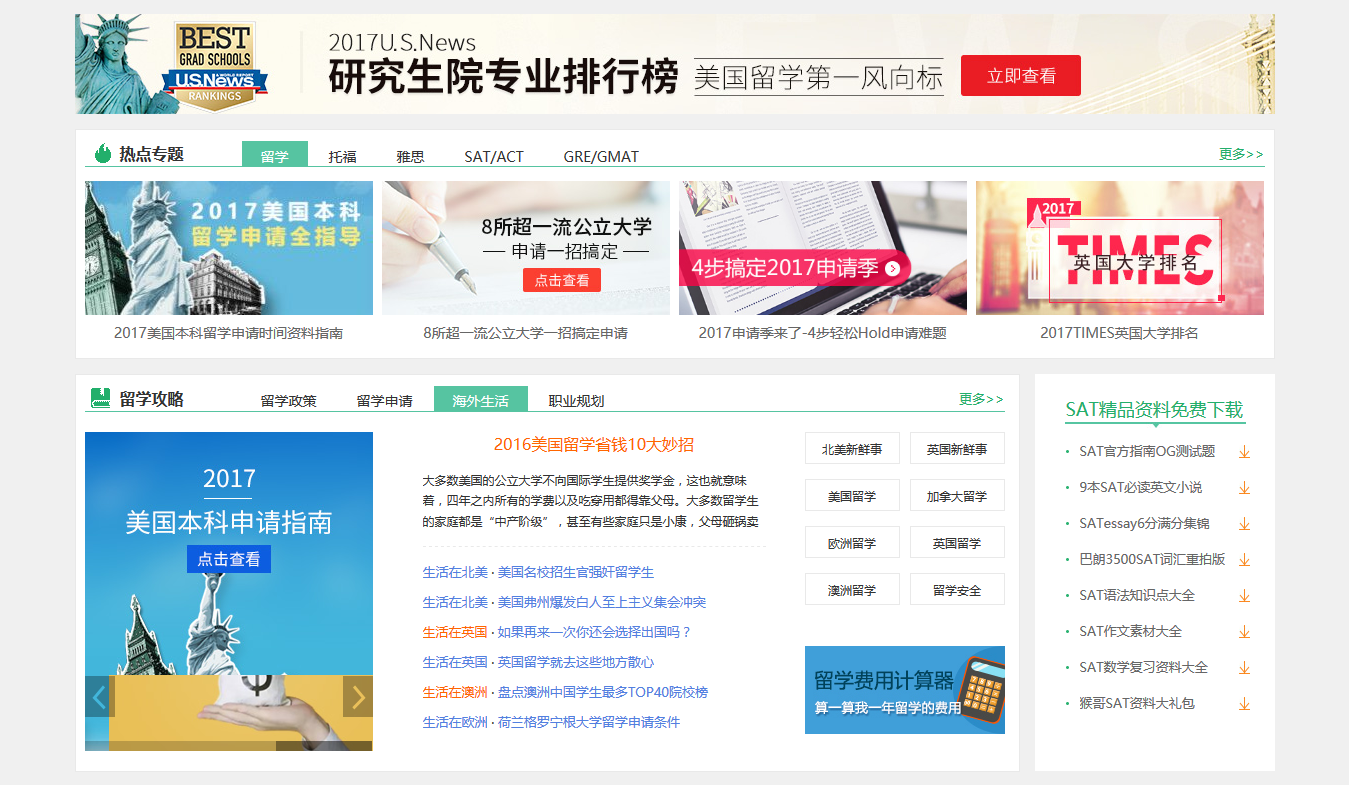 BEST
GRAD SCHOOLS
U.S.News
WORLD REPORT
RANKINGS
2017U.S.News
研究生院专业排行榜
美国留学第一风向标
立即查看
热点专题
留学
托福
雅思
SAT/ACT
GRE/GMAT
更多>>
2017美国本科
留学申请全指导
8所超一流公立大学
申请一招搞定
点击查看
4步搞定2017申请季
2017
TIMES
英国大学排名
2017美国本科留学申请时间资料指南
8所超一流公立大学一招搞定申请
2017申请季来了-4步轻松Hold申请难题
2017TIMES英国大学排名
留学攻略
留学政策
留学申请
海外生活
职业规划
更多>>
2017
美国本科申请指南
点击查看
2016美国留学省钱10大妙招
大多数美国的公立大学不向国际学生提供奖学金，这也就意味
着，四年之内所有的学费以及吃穿用都得靠父母。大多数留学生
的家庭都是“中产阶级”，甚至有些家庭只是小康，父母砸锅卖
生活在北美 · 美国名校招生官强奸留学生
生活在北美 · 美国弗州爆发白人至上主义集会冲突
生活在英国 · 如果再来一次你还会选择出国吗？
生活在英国 · 英国留学就去这些地方散心
生活在澳洲 · 盘点澳洲中国学生最多TOP40院校榜
生活在欧洲 · 荷兰格罗宁根大学留学申请条件
北美新鲜事
英国新鲜事
美国留学
加拿大留学
欧洲留学
英国留学
澳洲留学
留学安全
留学费用计算器
算一算我一年留学的费用
SAT精品资料免费下载
SAT官方指南OG测试题
9本SAT必读英文小说
SATessay6分满分集锦
巴朗3500SAT词汇重拍版
SAT语法知识点大全
SAT作文素材大全
SAT数学复习资料大全
猴哥SAT资料大礼包